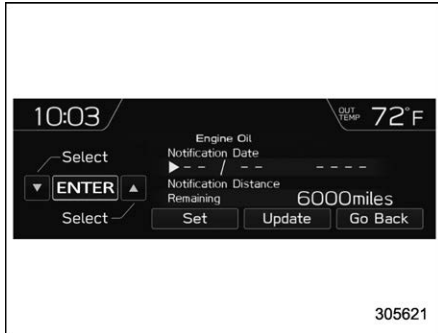 10:03
OUT TEMP 72°F
Engine Oil
Select
Notification Date
▶-- / -- ----
▼ ENTER ▲
Notification Distance
Remaining 6000miles
Select
Set Update Go Back
305621